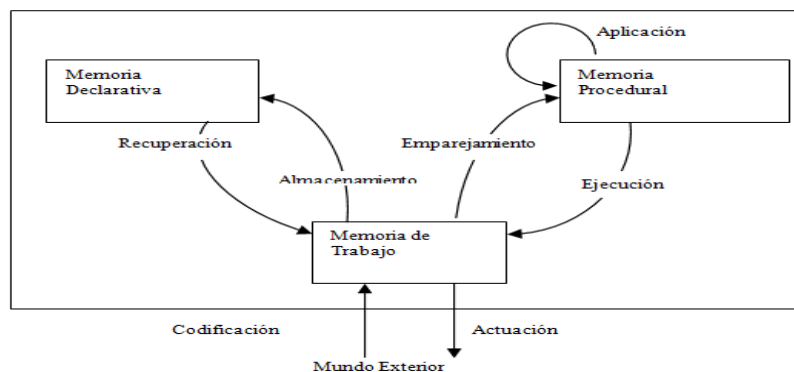 Aplicación
Memoria
Declarativa
Memoria
Procedural
Recuperación
Emparejamiento
Almacenamiento
Ejecución
Memoria de
Trabajo
Codificación
Actuación
Mundo Exterior